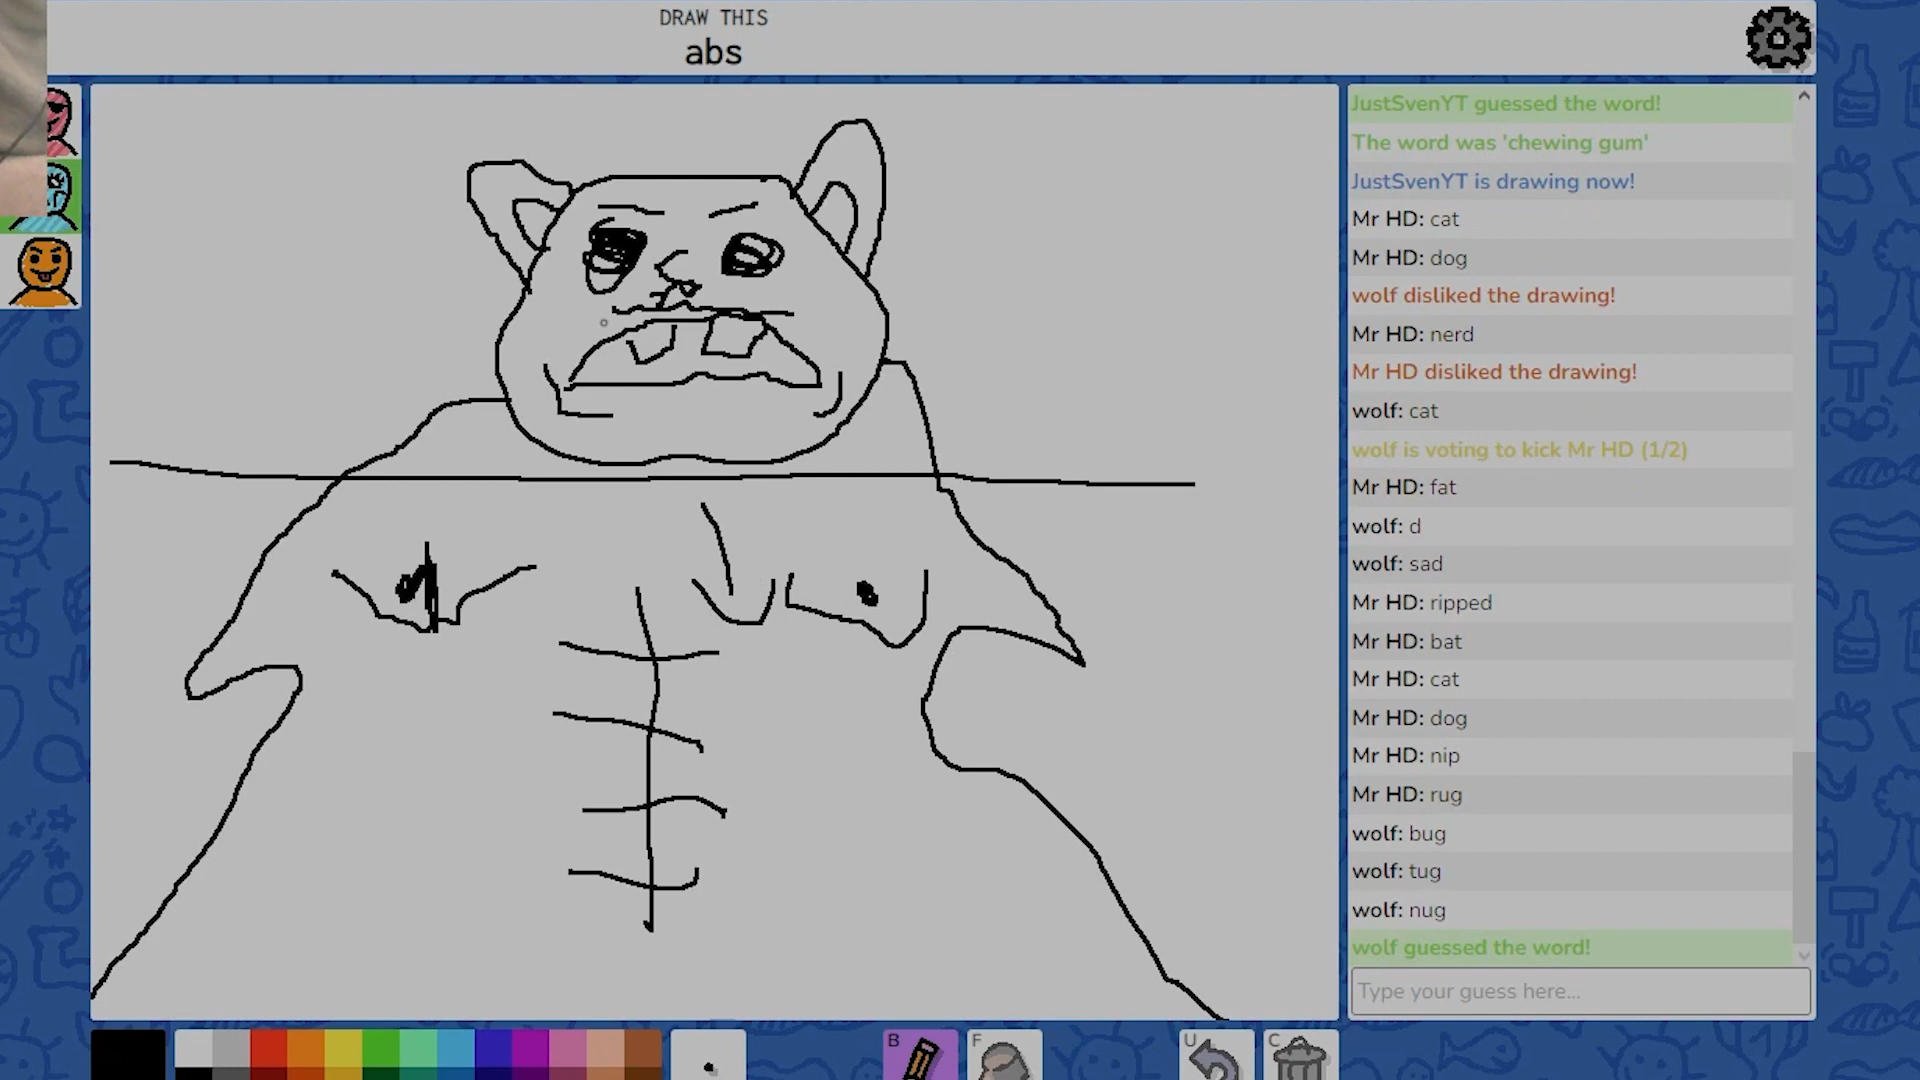 DRAW THIS
abs
JustSvenYT guessed the word!
The word was 'chewing gum'
JustSvenYT is drawing now!
Mr HD: cat
Mr HD: dog
wolf disliked the drawing!
Mr HD: nerd
Mr HD disliked the drawing!
wolf: cat
wolf is voting to kick Mr HD (1/2)
Mr HD: fat
wolf: d
wolf: sad
Mr HD: ripped
Mr HD: bat
Mr HD: cat
Mr HD: dog
Mr HD: nip
Mr HD: rug
wolf: bug
wolf: tug
wolf: nug
wolf guessed the word!
Type your guess here...
B F U C